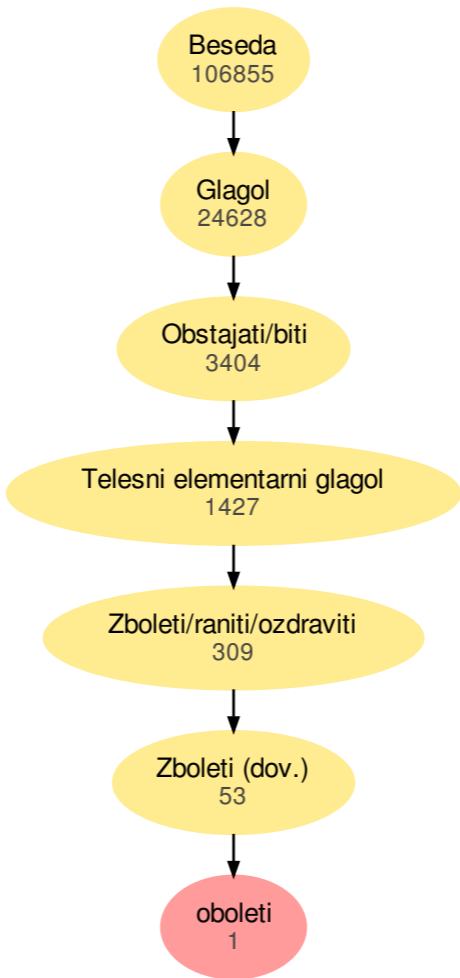 Beseda
106855
Glagol
24628
Obstajati/biti
3404
Telesni elementarni glagol
1427
Zboleti/raniti/ozdraviti
309
Zboleti (dov.)
53
oboleti
1